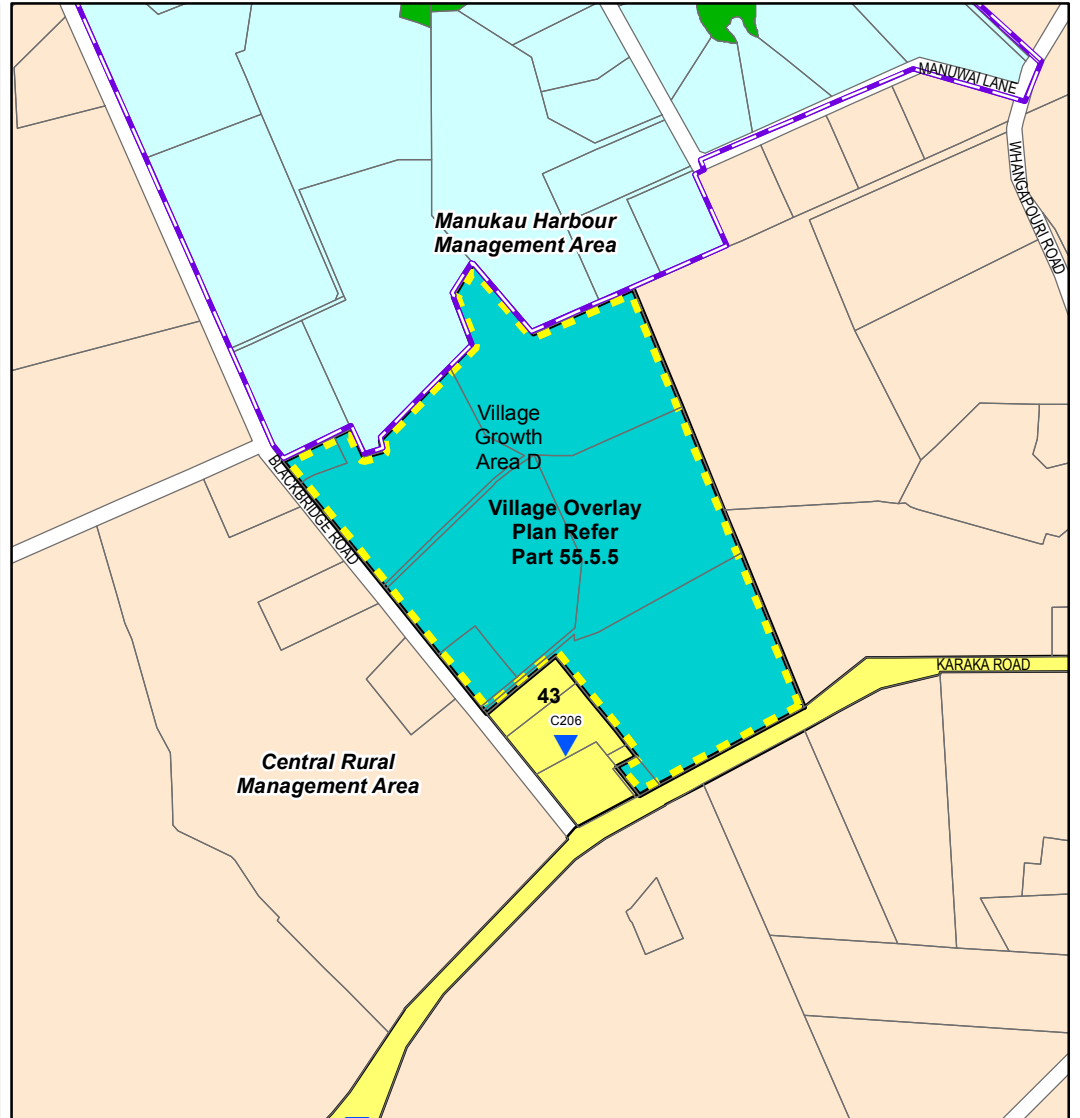 MANUWAI LANE
WHANGAPOURI ROAD
Manukau Harbour
Management Area
Village
Growth
Area D
BLACKBRIDGE ROAD
Village Overlay
Plan Refer
Part 55.5.5
KARAKA ROAD
43
C206
Central Rural
Management Area